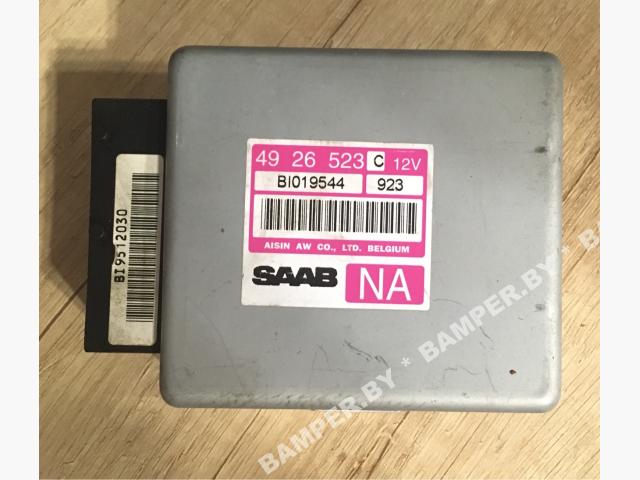 49 26 523 C 12V
BI019544 923
AISIN AW CO., LTD. BELGIUM
SAAB NA
BI9512030
BAMPER.BY * BAMPER.BY *